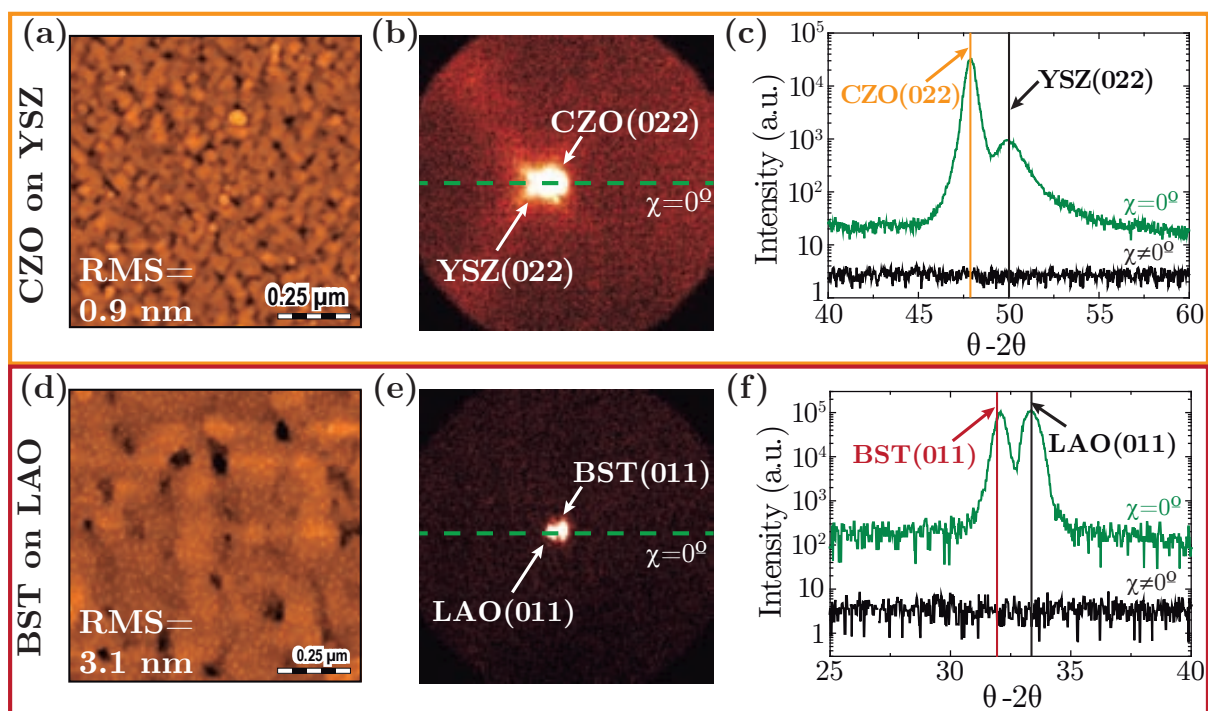 CZO on YSZ
(a)
RMS=
0.9 nm
0.25 µm
(b)
CZO(022)
χ=0º
YSZ(022)
(c)
Intensity (a.u.)
10⁵
10⁴
10³
10²
10
1
CZO(022)
YSZ(022)
χ=0º
χ≠0º
40
45
50
55
60
θ-2θ
BST on LAO
(d)
RMS=
3.1 nm
0.25 µm
(e)
BST(011)
χ=0º
LAO(011)
(f)
Intensity (a.u.)
10⁵
10⁴
10³
10²
10
1
BST(011)
LAO(011)
χ=0º
χ≠0º
25
30
35
40
θ-2θ